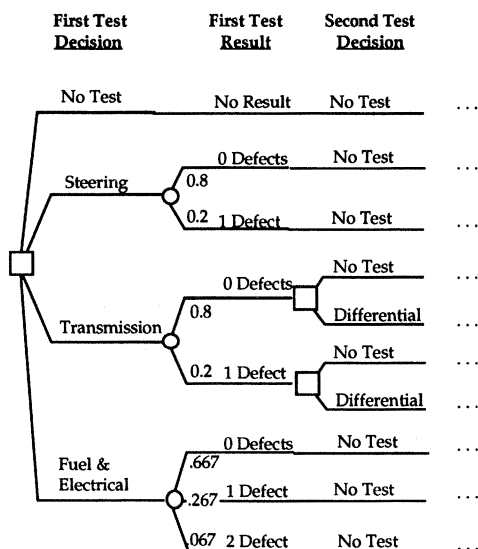 First Test Decision
First Test Result
Second Test Decision
No Test
No Result
No Test
...
Steering
0 Defects
No Test
...
0.8
0.2
1 Defect
No Test
...
Transmission
0 Defects
No Test
...
0.8
Differential
...
0.2
1 Defect
No Test
...
Differential
...
Fuel &
Electrical
0 Defects
No Test
...
.667
.267
1 Defect
No Test
...
.067
2 Defect
No Test
...